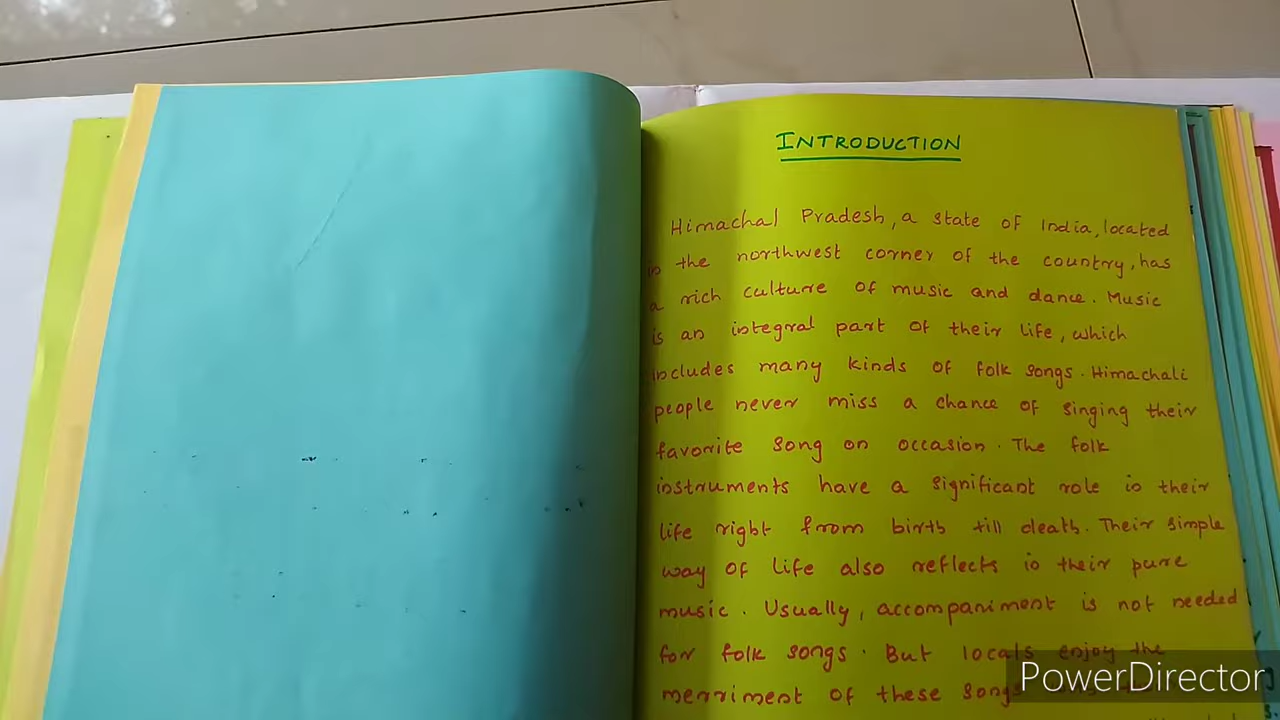 INTRODUCTION
Himachal Pradesh, a state of India, located
in the northwest corner of the country, has
a rich culture of music and dance. Music
is an integral part of their life, which
includes many kinds of folk songs. Himachali
people never miss a chance of singing their
favorite song on occasion. The folk
instruments have a significant role in their
life right from birth till death. Their simple
way of life also reflects in their pure
music. Usually, accompaniment is not needed
for folk songs. But locals enjoy the
merriment of these songs
PowerDirector